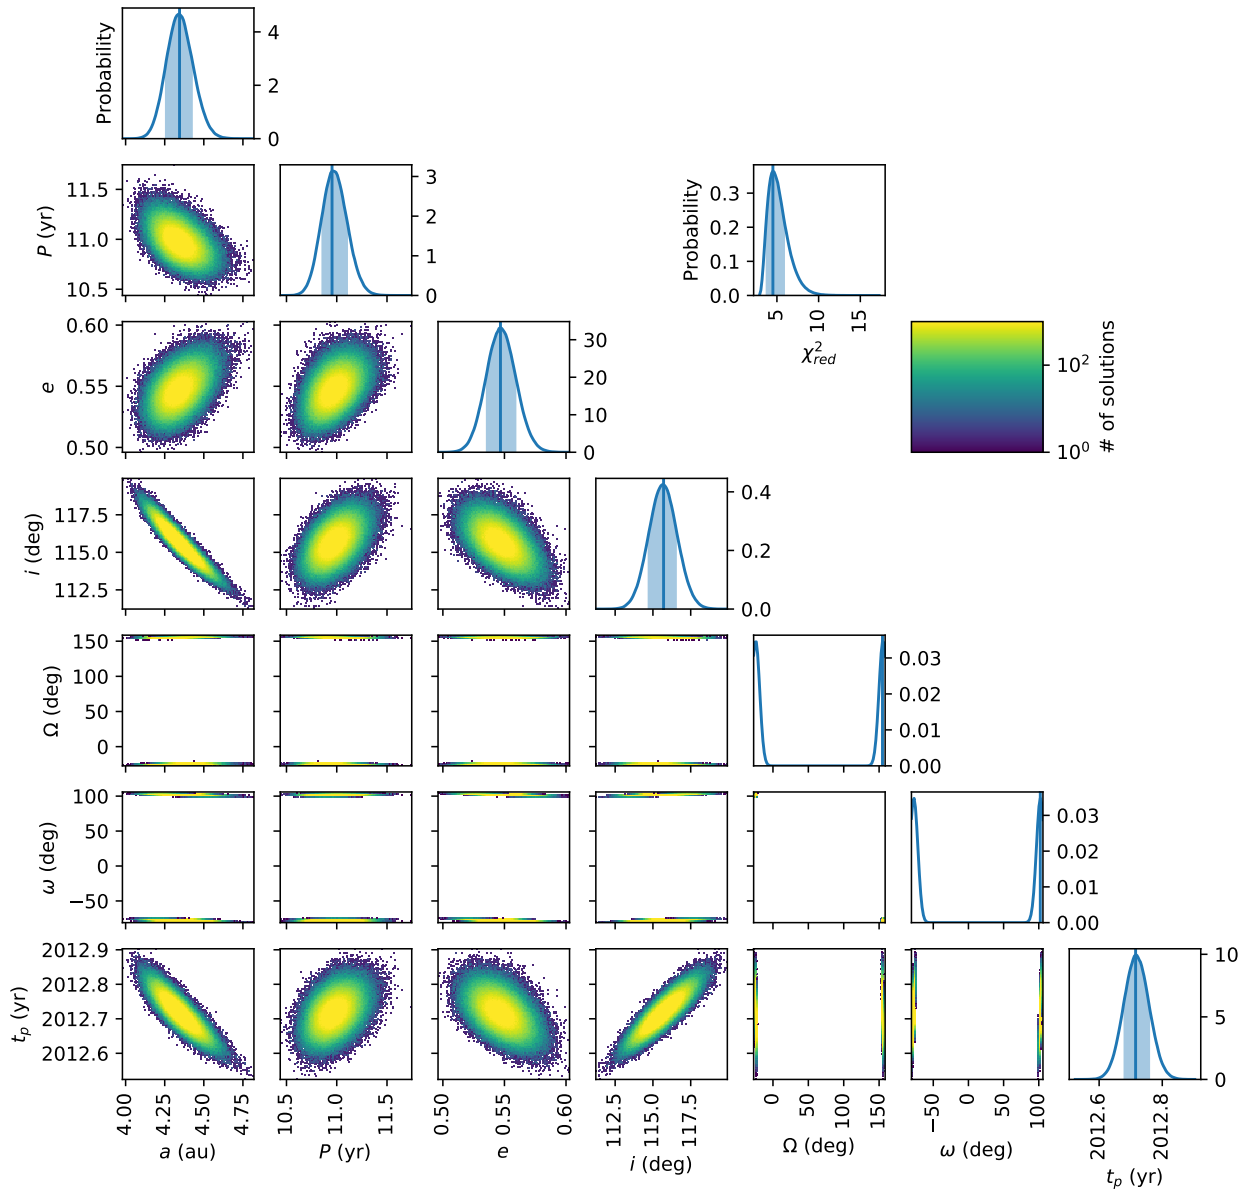 Probability
4
2
0
P (yr)
11.5
11.0
10.5
3
2
1
0
Probability
0.3
0.2
0.1
0.0
5
10
15
χ²red
e
0.60
0.55
0.50
30
20
10
0
10²
10⁰
# of solutions
i (deg)
117.5
115.0
112.5
0.4
0.2
0.0
Ω (deg)
150
100
50
0
0.03
0.02
0.01
0.00
ω (deg)
100
50
0
−50
0.03
0.02
0.01
0.00
tp (yr)
2012.9
2012.8
2012.7
2012.6
10
5
0
4.00 4.25 4.50 4.75
10.5 11.0 11.5
0.50 0.55 0.60
112.5 115.0 117.5
0 50 100 150
−50 0 50 100
2012.6 2012.8
a (au)
P (yr)
e
i (deg)
Ω (deg)
ω (deg)
tp (yr)